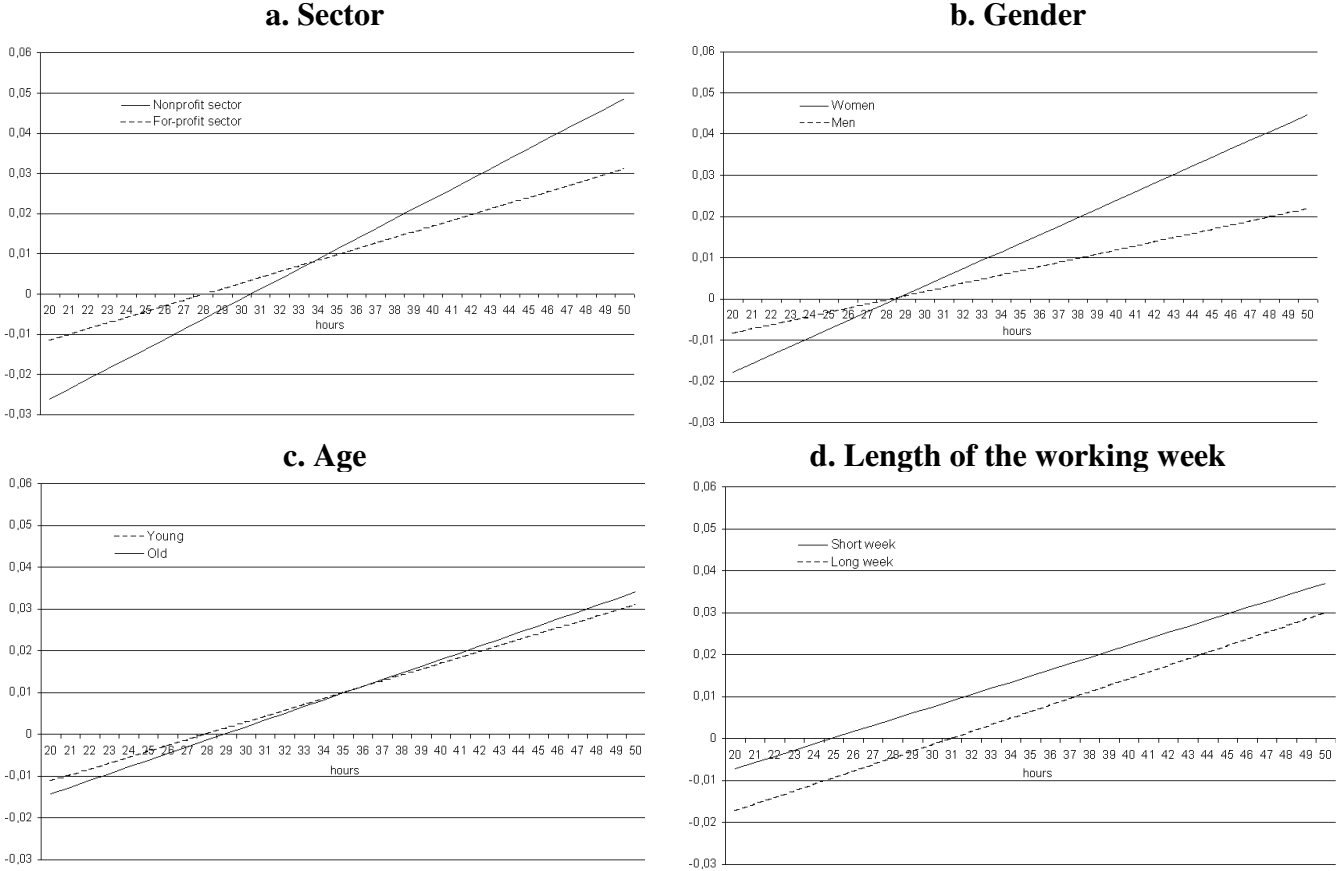 a. Sector
0,06
0,05
Nonprofit sector
For-profit sector
0,04
0,03
0,02
0,01
0
20 21 22 23 24 25 26 27 28 29 30 31 32 33 34 35 36 37 38 39 40 41 42 43 44 45 46 47 48 49 50
hours
-0,01
-0,02
-0,03
b. Gender
0,06
0,05
Women
Men
0,04
0,03
0,02
0,01
0
20 21 22 23 24 25 26 27 28 29 30 31 32 33 34 35 36 37 38 39 40 41 42 43 44 45 46 47 48 49 50
hours
-0,01
-0,02
-0,03
c. Age
0,06
0,05
Young
Old
0,04
0,03
0,02
0,01
0
20 21 22 23 24 25 26 27 28 29 30 31 32 33 34 35 36 37 38 39 40 41 42 43 44 45 46 47 48 49 50
hours
-0,01
-0,02
-0,03
d. Length of the working week
0,06
0,05
Short week
Long week
0,04
0,03
0,02
0,01
0
20 21 22 23 24 25 26 27 28 29 30 31 32 33 34 35 36 37 38 39 40 41 42 43 44 45 46 47 48 49 50
hours
-0,01
-0,02
-0,03